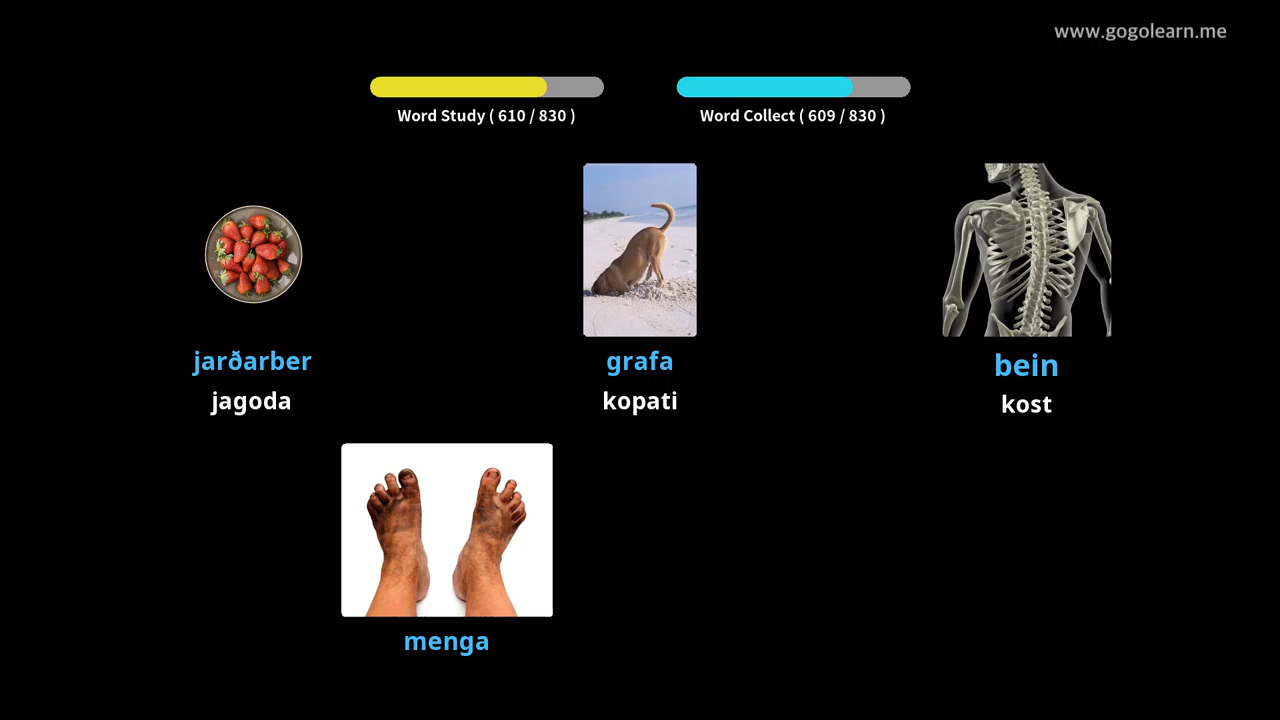 www.gogolearn.me
Word Study ( 610 / 830 )
Word Collect ( 609 / 830 )
jarðarber
jagoda
grafa
kopati
bein
kost
menga